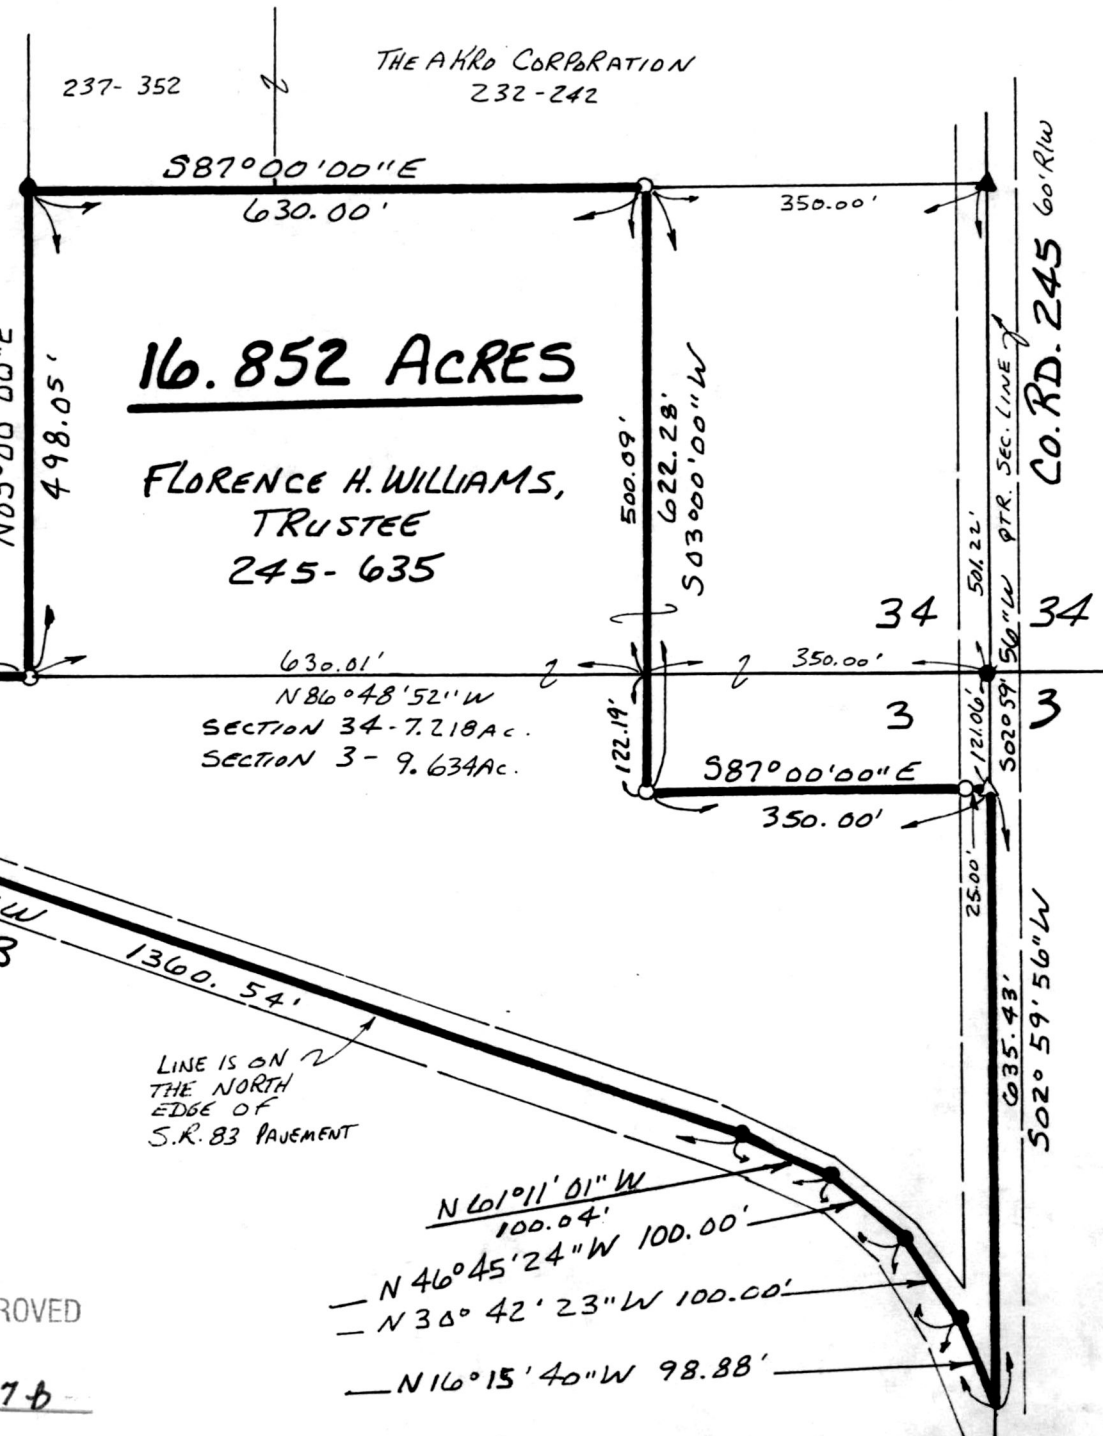 THE AKRO CORPORATION
237- 352
232-242
S87°00'00"E
630.00'
350.00'
CO. RD. 245 60' R/W
16.852 ACRES
498.05'
FLORENCE H. WILLIAMS,
TRUSTEE
245- 635
500.09'
622.28'
S03°00'00"W
QTR. SEC. LINE
501.22'
34
34
630.01'
350.00'
N86°48'52"W
SECTION 34-7.218Ac.
SECTION 3- 9.634Ac.
3
3
122.19'
121.06'
S02°59'56"W
S87°00'00"E
350.00'
25.00'
1360.54'
635.43'
S02°59'56"W
LINE IS ON
THE NORTH
EDGE OF
S.R. 83 PAVEMENT
N61°11'01"W
100.04'
N46°45'24"W 100.00'
N30°42'23"W 100.00'
N16°15'40"W 98.88'
ROVED